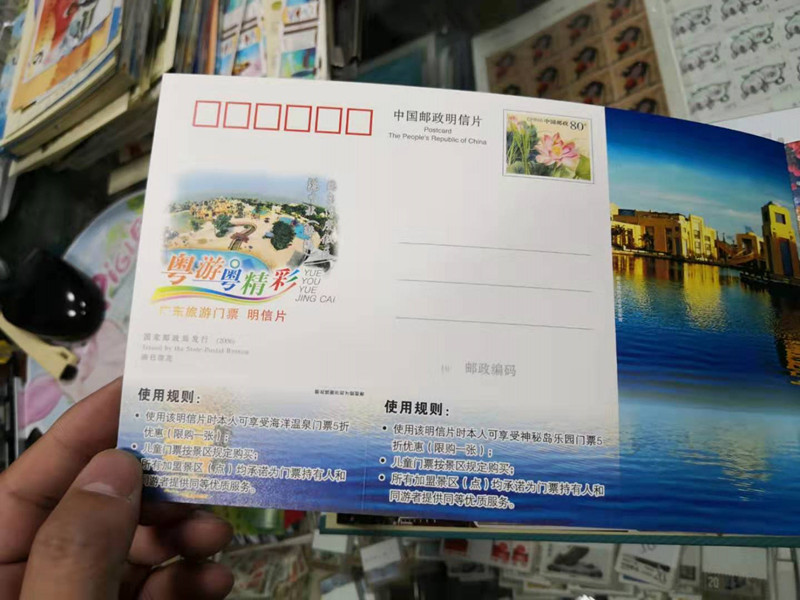 中国邮政明信片
Postcard
The People's Republic of China
中国邮政 80分
粤游粤精彩
YUE
YOU
YUE
JING CAI
广东旅游门票 明信片
国家邮政局发行 (2006)
Issued by the State Postal Bureau
邮政编码
使用规则：
● 使用该明信片时本人可享受海洋温泉门票5折
优惠（限购一张）；
● 儿童门票按景区规定购买；
所有加盟景区（点）均承诺为门票持有人和
同游者提供同等优质服务。
使用规则：
● 使用该明信片时本人可享受神秘岛乐园门票5
折优惠（限购一张）；
● 儿童门票按景区规定购买；
● 所有加盟景区（点）均承诺为门票持有人和
同游者提供同等优质服务。